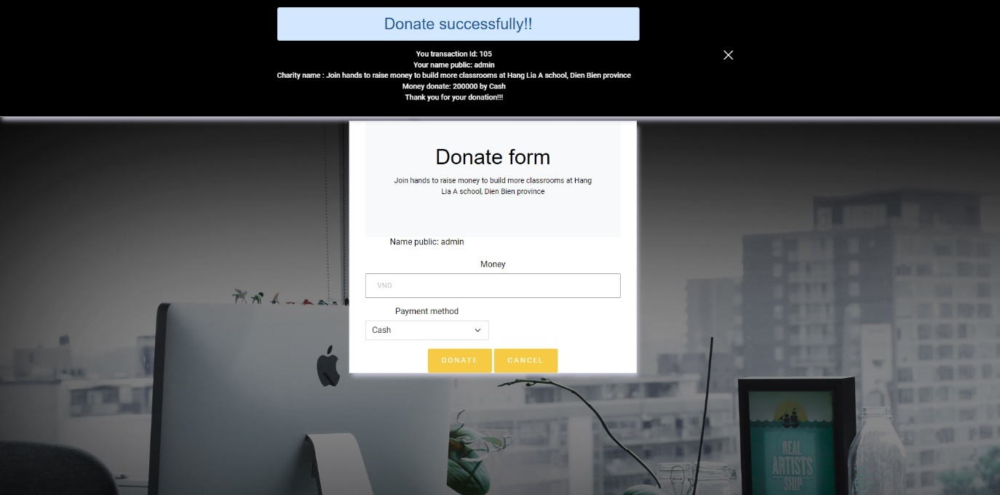 Donate successfully!!
You transaction Id: 105
Your name public: admin
Charity name : Join hands to raise money to build more classrooms at Hang Lia A school, Dien Bien province
Money donate: 200000 by Cash
Thank you for your donation!!!
Donate form
Join hands to raise money to build more classrooms at Hang
Lia A school, Dien Bien province
Name public: admin
Money
VND
Payment method
Cash
DONATE CANCEL
REAL
ARTISTS
SHIP